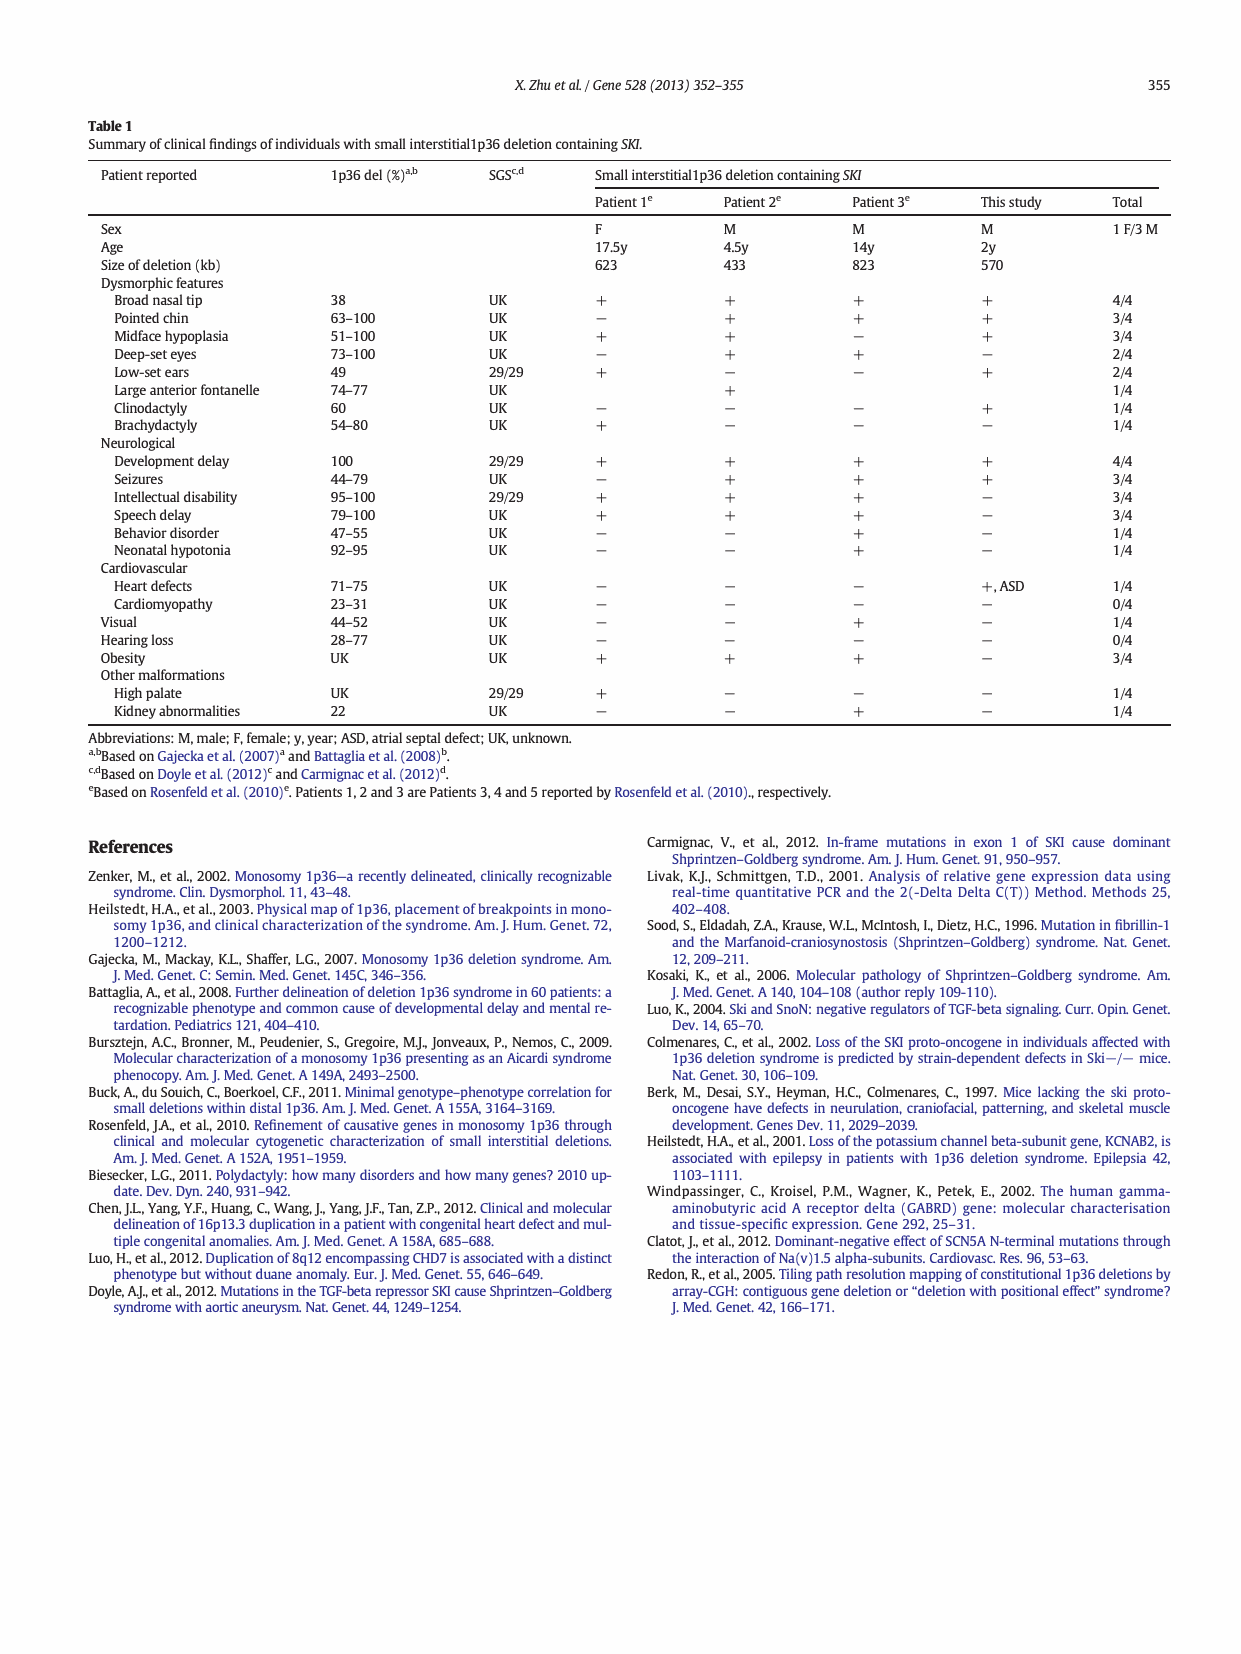 X. Zhu et al. / Gene 528 (2013) 352–355
355
Table 1
Summary of clinical findings of individuals with small interstitial1p36 deletion containing SKI.
Patient reported 1p36 del (%)a,b SGSc,d Small interstitial1p36 deletion containing SKI
Patient 1e Patient 2e Patient 3e This study Total
Sex F M M M 1 F/3 M
Age 17.5y 4.5y 14y 2y
Size of deletion (kb) 623 433 823 570
Dysmorphic features
Broad nasal tip 38 UK + + + + 4/4
Pointed chin 63–100 UK − + + + 3/4
Midface hypoplasia 51–100 UK + + − + 3/4
Deep-set eyes 73–100 UK − + + − 2/4
Low-set ears 49 29/29 + − − + 2/4
Large anterior fontanelle 74–77 UK + 1/4
Clinodactyly 60 UK − − − + 1/4
Brachydactyly 54–80 UK + − − − 1/4
Neurological
Development delay 100 29/29 + + + + 4/4
Seizures 44–79 UK − + + + 3/4
Intellectual disability 95–100 29/29 + + + − 3/4
Speech delay 79–100 UK + + + − 3/4
Behavior disorder 47–55 UK − − + − 1/4
Neonatal hypotonia 92–95 UK − − + − 1/4
Cardiovascular
Heart defects 71–75 UK − − − +, ASD 1/4
Cardiomyopathy 23–31 UK − − − − 0/4
Visual 44–52 UK − − + − 1/4
Hearing loss 28–77 UK − − − − 0/4
Obesity UK UK + + + − 3/4
Other malformations
High palate UK 29/29 + − − − 1/4
Kidney abnormalities 22 UK − − + − 1/4
Abbreviations: M, male; F, female; y, year; ASD, atrial septal defect; UK, unknown.
a,bBased on Gajecka et al. (2007)a and Battaglia et al. (2008)b.
c,dBased on Doyle et al. (2012)c and Carmignac et al. (2012)d.
eBased on Rosenfeld et al. (2010)e. Patients 1, 2 and 3 are Patients 3, 4 and 5 reported by Rosenfeld et al. (2010)., respectively.
References
Zenker, M., et al., 2002. Monosomy 1p36—a recently delineated, clinically recognizable
syndrome. Clin. Dysmorphol. 11, 43–48.
Heilstedt, H.A., et al., 2003. Physical map of 1p36, placement of breakpoints in mono-
somy 1p36, and clinical characterization of the syndrome. Am. J. Hum. Genet. 72,
1200–1212.
Gajecka, M., Mackay, K.L., Shaffer, L.G., 2007. Monosomy 1p36 deletion syndrome. Am.
J. Med. Genet. C: Semin. Med. Genet. 145C, 346–356.
Battaglia, A., et al., 2008. Further delineation of deletion 1p36 syndrome in 60 patients: a
recognizable phenotype and common cause of developmental delay and mental re-
tardation. Pediatrics 121, 404–410.
Bursztejn, A.C., Bronner, M., Peudenier, S., Gregoire, M.J., Jonveaux, P., Nemos, C., 2009.
Molecular characterization of a monosomy 1p36 presenting as an Aicardi syndrome
phenocopy. Am. J. Med. Genet. A 149A, 2493–2500.
Buck, A., du Souich, C., Boerkoel, C.F., 2011. Minimal genotype–phenotype correlation for
small deletions within distal 1p36. Am. J. Med. Genet. A 155A, 3164–3169.
Rosenfeld, J.A., et al., 2010. Refinement of causative genes in monosomy 1p36 through
clinical and molecular cytogenetic characterization of small interstitial deletions.
Am. J. Med. Genet. A 152A, 1951–1959.
Biesecker, L.G., 2011. Polydactyly: how many disorders and how many genes? 2010 up-
date. Dev. Dyn. 240, 931–942.
Chen, J.L., Yang, Y.F., Huang, C., Wang, J., Yang, J.F., Tan, Z.P., 2012. Clinical and molecular
delineation of 16p13.3 duplication in a patient with congenital heart defect and mul-
tiple congenital anomalies. Am. J. Med. Genet. A 158A, 685–688.
Luo, H., et al., 2012. Duplication of 8q12 encompassing CHD7 is associated with a distinct
phenotype but without duane anomaly. Eur. J. Med. Genet. 55, 646–649.
Doyle, A.J., et al., 2012. Mutations in the TGF-beta repressor SKI cause Shprintzen–Goldberg
syndrome with aortic aneurysm. Nat. Genet. 44, 1249–1254.
Carmignac, V., et al., 2012. In-frame mutations in exon 1 of SKI cause dominant
Shprintzen–Goldberg syndrome. Am. J. Hum. Genet. 91, 950–957.
Livak, K.J., Schmittgen, T.D., 2001. Analysis of relative gene expression data using
real-time quantitative PCR and the 2(-Delta Delta C(T)) Method. Methods 25,
402–408.
Sood, S., Eldadah, Z.A., Krause, W.L., McIntosh, I., Dietz, H.C., 1996. Mutation in fibrillin-1
and the Marfanoid-craniosynostosis (Shprintzen–Goldberg) syndrome. Nat. Genet.
12, 209–211.
Kosaki, K., et al., 2006. Molecular pathology of Shprintzen–Goldberg syndrome. Am.
J. Med. Genet. A 140, 104–108 (author reply 109-110).
Luo, K., 2004. Ski and SnoN: negative regulators of TGF-beta signaling. Curr. Opin. Genet.
Dev. 14, 65–70.
Colmenares, C., et al., 2002. Loss of the SKI proto-oncogene in individuals affected with
1p36 deletion syndrome is predicted by strain-dependent defects in Ski−/− mice.
Nat. Genet. 30, 106–109.
Berk, M., Desai, S.Y., Heyman, H.C., Colmenares, C., 1997. Mice lacking the ski proto-
oncogene have defects in neurulation, craniofacial, patterning, and skeletal muscle
development. Genes Dev. 11, 2029–2039.
Heilstedt, H.A., et al., 2001. Loss of the potassium channel beta-subunit gene, KCNAB2, is
associated with epilepsy in patients with 1p36 deletion syndrome. Epilepsia 42,
1103–1111.
Windpassinger, C., Kroisel, P.M., Wagner, K., Petek, E., 2002. The human gamma-
aminobutyric acid A receptor delta (GABRD) gene: molecular characterisation
and tissue-specific expression. Gene 292, 25–31.
Clatot, J., et al., 2012. Dominant-negative effect of SCN5A N-terminal mutations through
the interaction of Na(v)1.5 alpha-subunits. Cardiovasc. Res. 96, 53–63.
Redon, R., et al., 2005. Tiling path resolution mapping of constitutional 1p36 deletions by
array-CGH: contiguous gene deletion or “deletion with positional effect” syndrome?
J. Med. Genet. 42, 166–171.